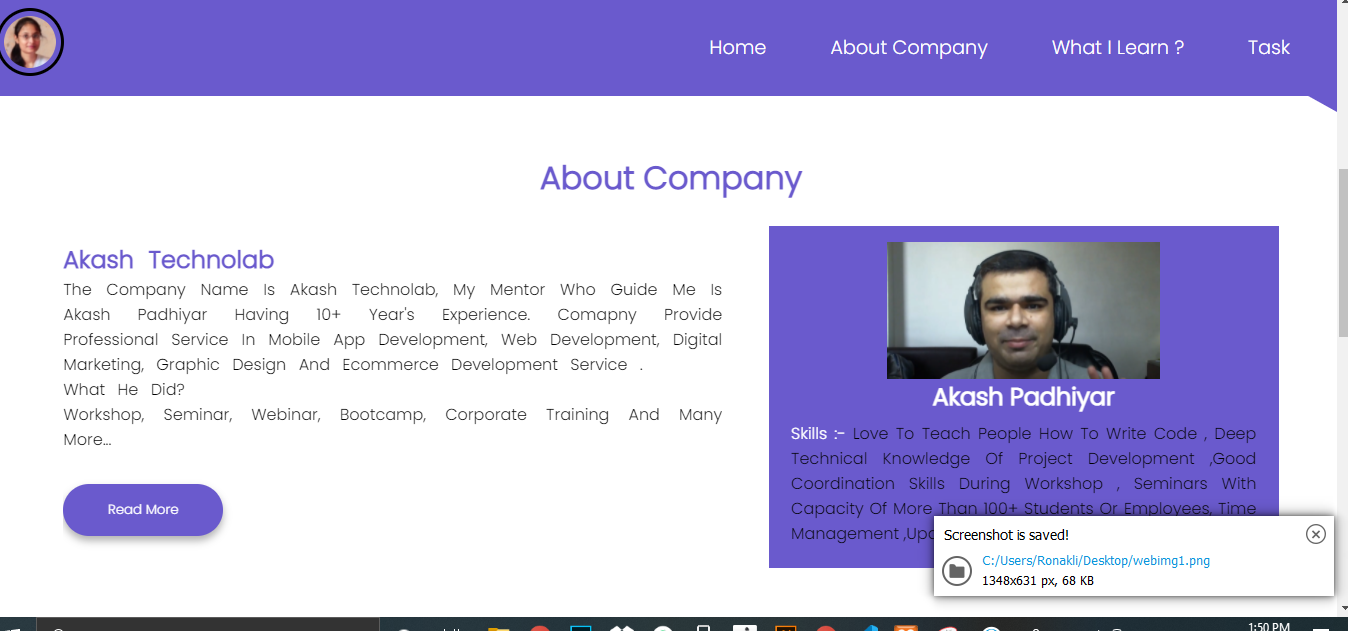 Home About Company What I Learn ? Task
About Company
Akash Technolab
The Company Name Is Akash Technolab, My Mentor Who Guide Me Is
Akash Padhiyar Having 10+ Year's Experience. Comapny Provide
Professional Service In Mobile App Development, Web Development, Digital
Marketing, Graphic Design And Ecommerce Development Service .
What He Did?
Workshop, Seminar, Webinar, Bootcamp, Corporate Training And Many
More...
Read More
Akash Padhiyar
Skills :- Love To Teach People How To Write Code , Deep
Technical Knowledge Of Project Development ,Good
Coordination Skills During Workshop , Seminars With
Capacity Of More Than 100+ Students Or Employees, Time
Management
Screenshot is saved!
C:/Users/Ronakli/Desktop/webimg1.png
1348x631 px, 68 KB
1:50 PM